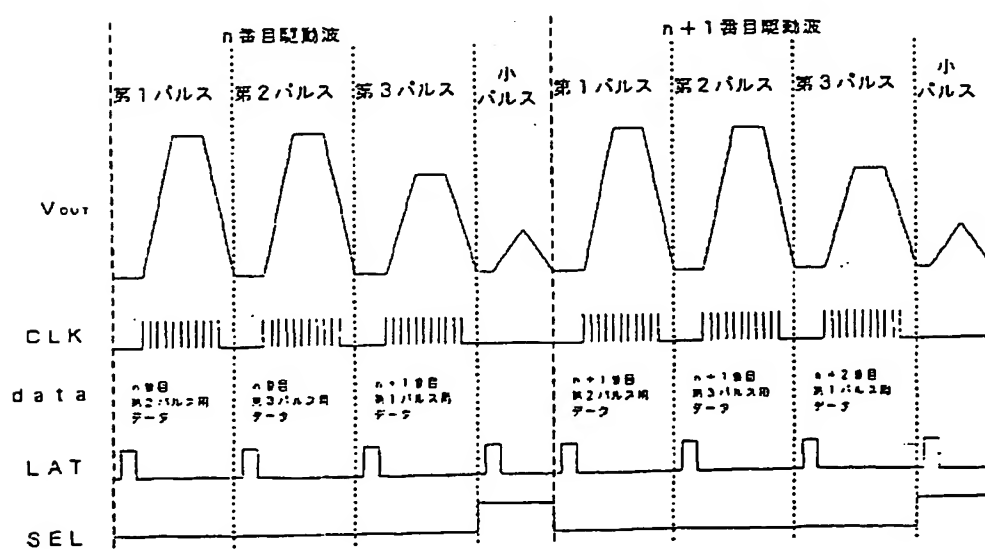 n番目駆動波
n+1番目駆動波
第1パルス
第2パルス
第3パルス
小
パルス
第1パルス
第2パルス
第3パルス
小
パルス
VOUT
CLK
data
n番目
第2パルス用
データ
n番目
第3パルス用
データ
n+1番目
第1パルス用
データ
n+1番目
第2パルス用
データ
n+1番目
第3パルス用
データ
n+2番目
第1パルス用
データ
LAT
SEL